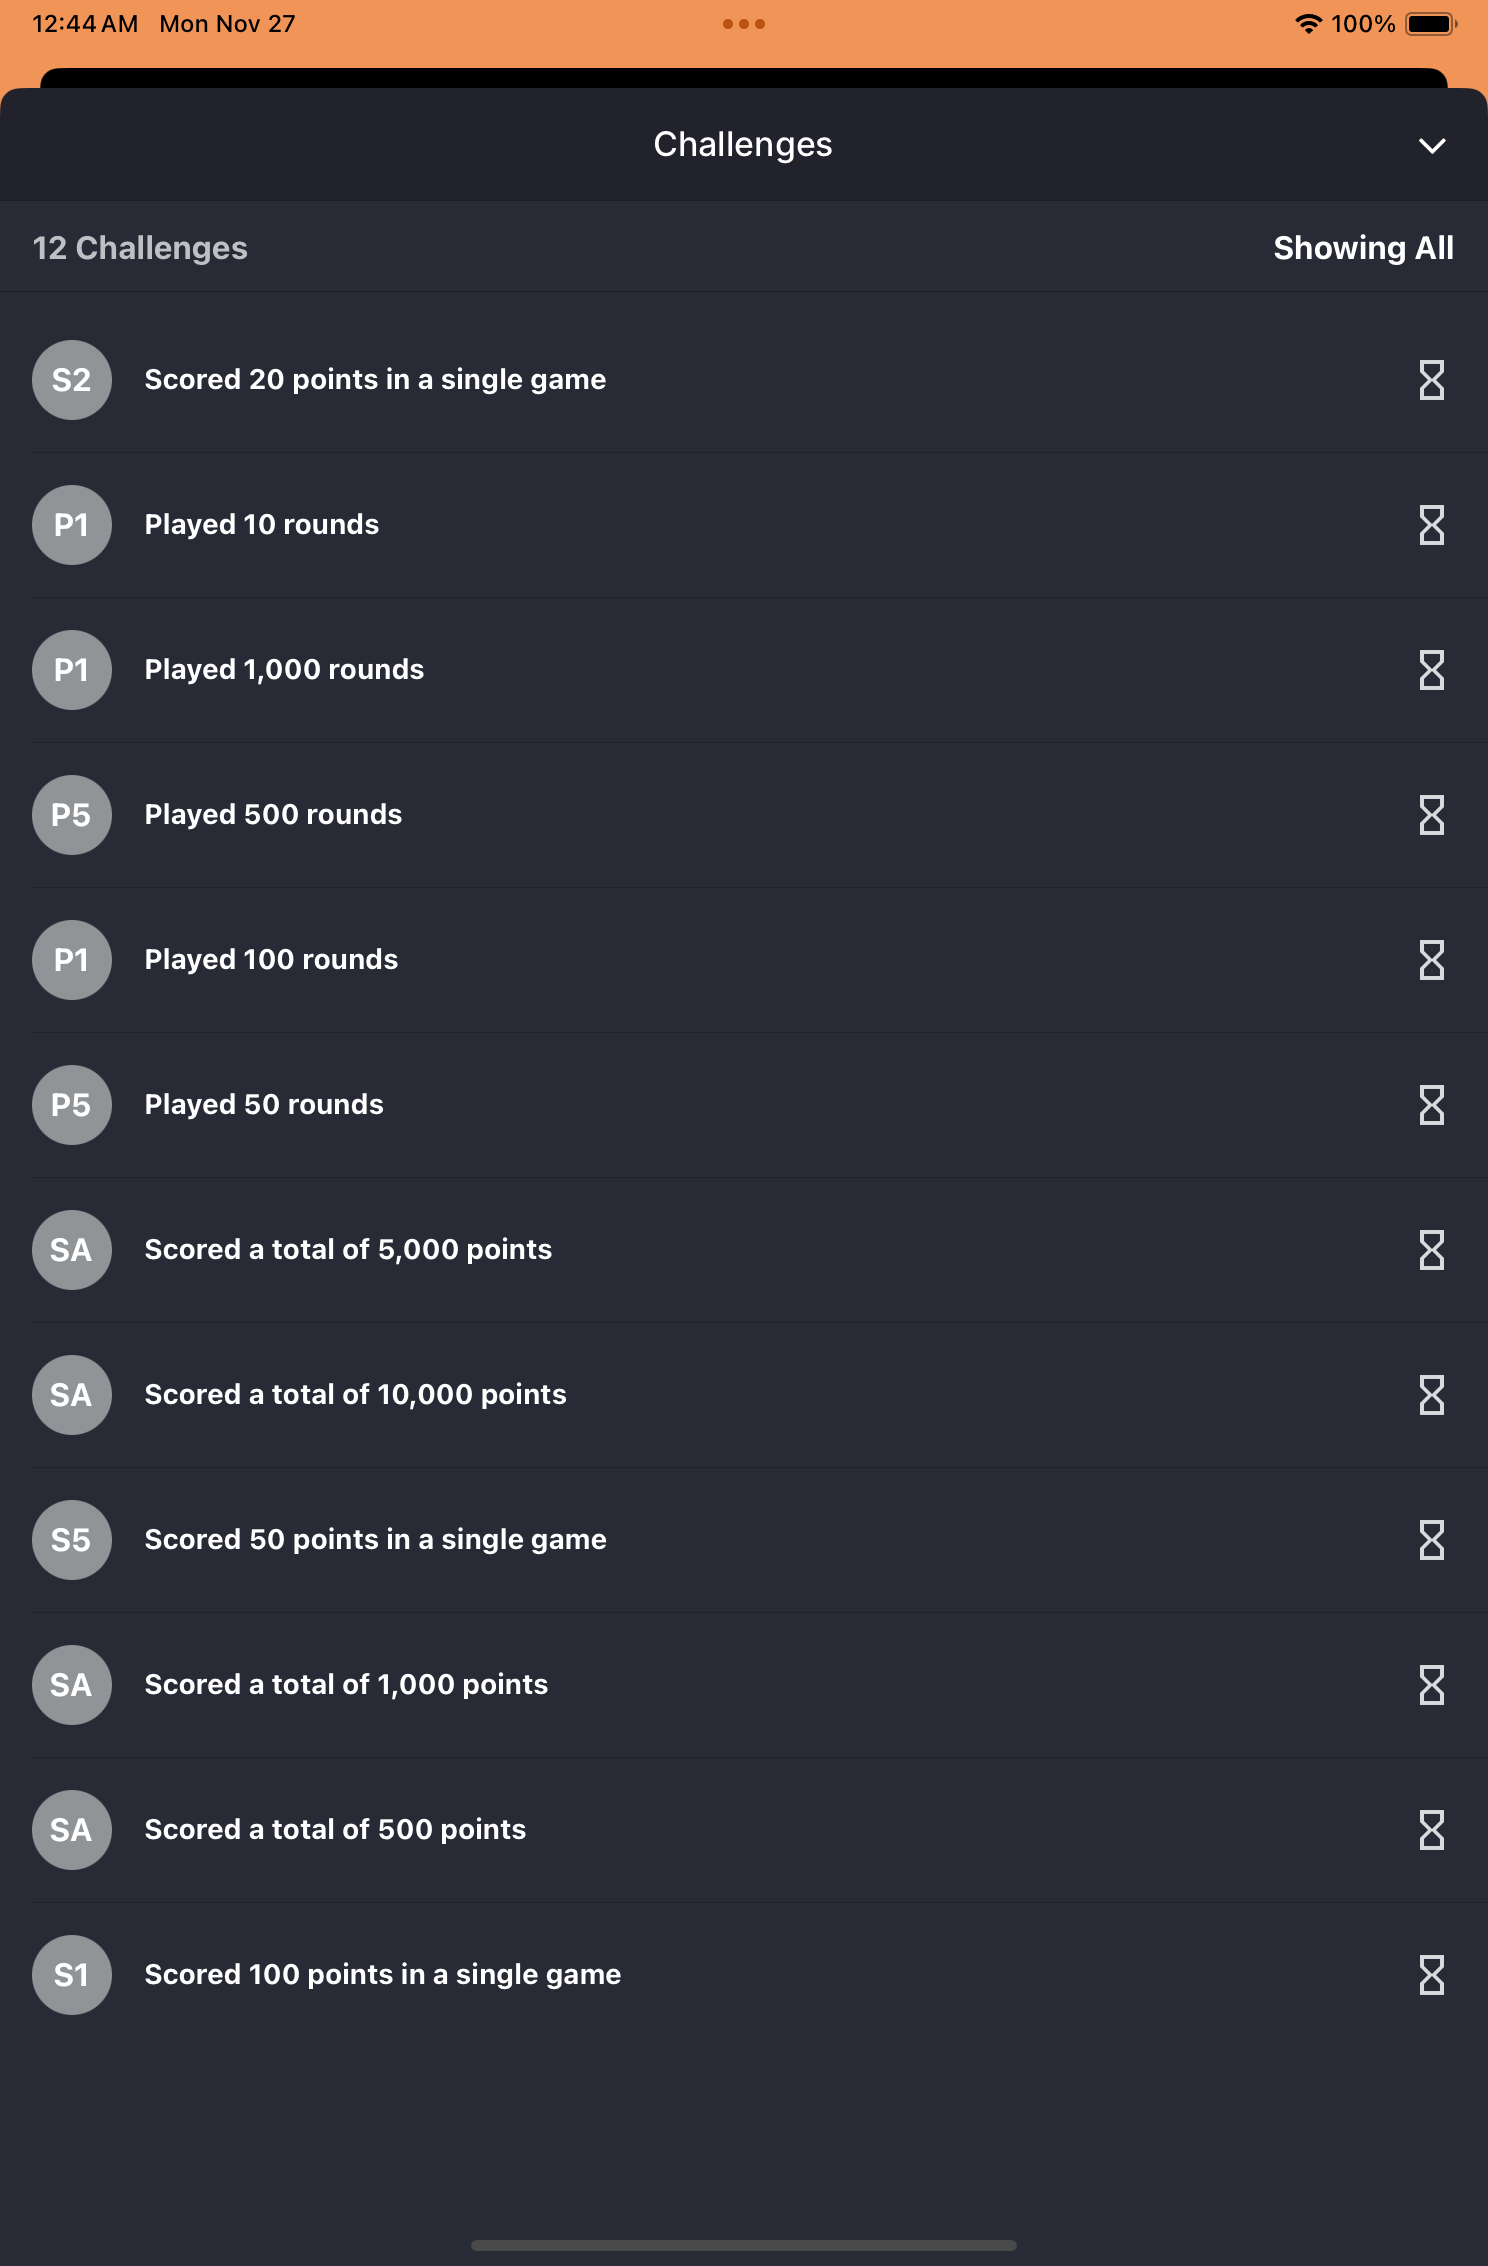 12:44 AM Mon Nov 27
100%
Challenges
12 Challenges
Showing All
S2 Scored 20 points in a single game
P1 Played 10 rounds
P1 Played 1,000 rounds
P5 Played 500 rounds
P1 Played 100 rounds
P5 Played 50 rounds
SA Scored a total of 5,000 points
SA Scored a total of 10,000 points
S5 Scored 50 points in a single game
SA Scored a total of 1,000 points
SA Scored a total of 500 points
S1 Scored 100 points in a single game